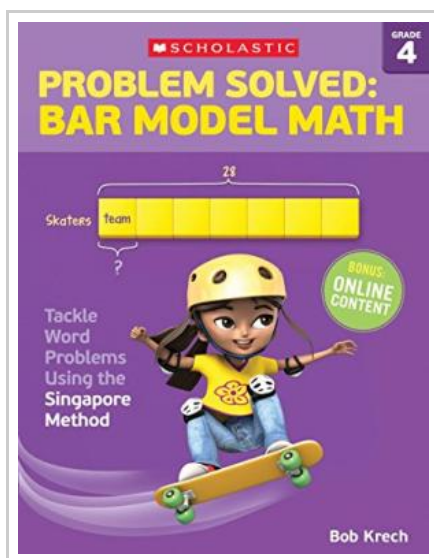 SCHOLASTIC
GRADE
4
PROBLEM SOLVED:
BAR MODEL MATH
28
Skaters team
?
BONUS:
ONLINE
CONTENT
Tackle
Word
Problems
Using the
Singapore
Method
Bob Krech